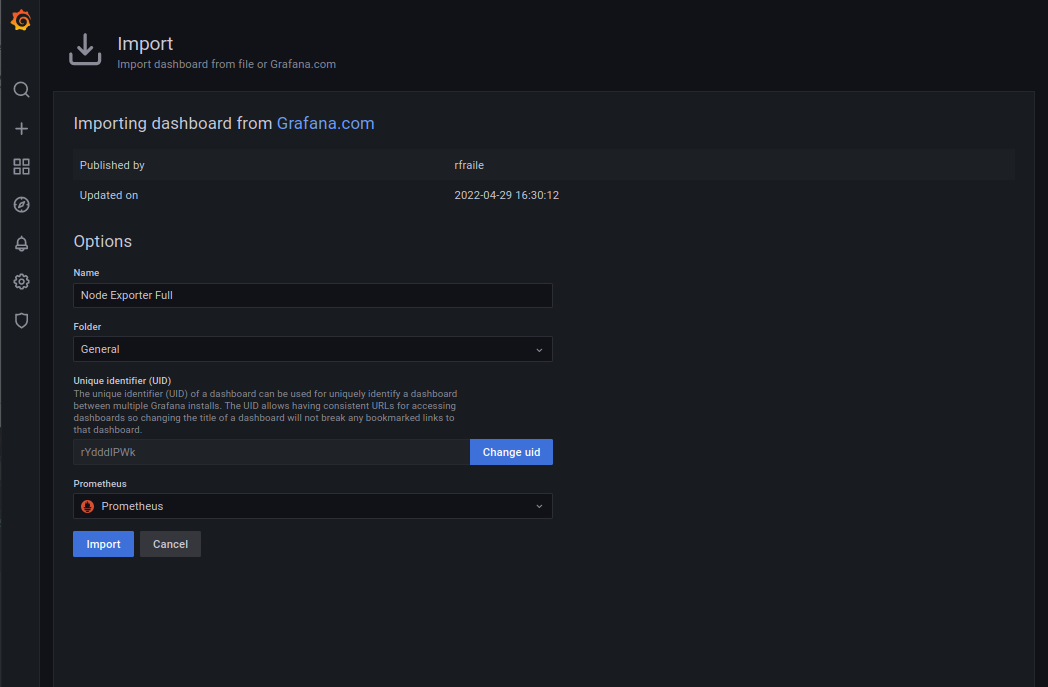 Import
Import dashboard from file or Grafana.com
Importing dashboard from Grafana.com
Published by rfraile
Updated on 2022-04-29 16:30:12
Options
Name
Node Exporter Full
Folder
General
Unique identifier (UID)
The unique identifier (UID) of a dashboard can be used for uniquely identify a dashboard
between multiple Grafana installs. The UID allows having consistent URLs for accessing
dashboards so changing the title of a dashboard will not break any bookmarked links to
that dashboard.
rYdddlPWk Change uid
Prometheus
Prometheus
Import Cancel